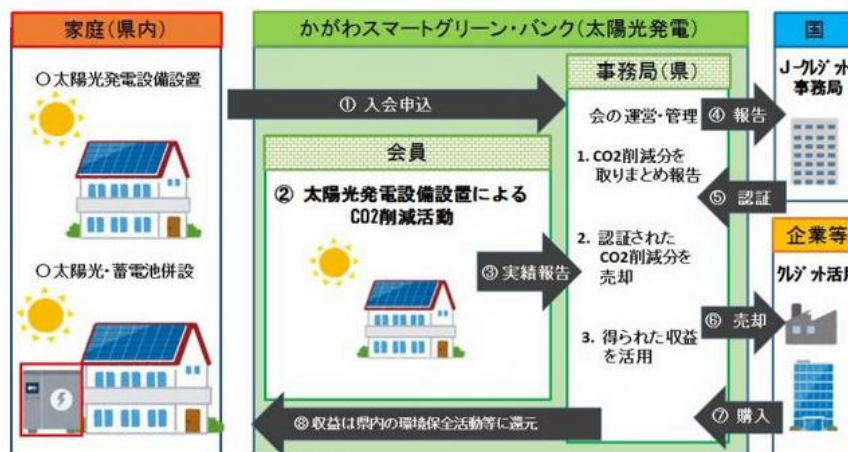 家庭(県内)
〇太陽光発電設備設置
〇太陽光・蓄電池併設
かがわスマートグリーン・バンク(太陽光発電)
① 入会申込
会員
② 太陽光発電設備設置による
CO2削減活動
③実績報告
事務局(県)
会の運営・管理
1. CO2削減分を
取りまとめ報告
2. 認証された
CO2削減分を
売却
3. 得られた収益
を活用
④ 報告
⑤ 認証
⑥ 売却
⑦ 購入
⑧収益は県内の環境保全活動等に還元
国
J-クレジット
事務局
企業等
クレジット活用